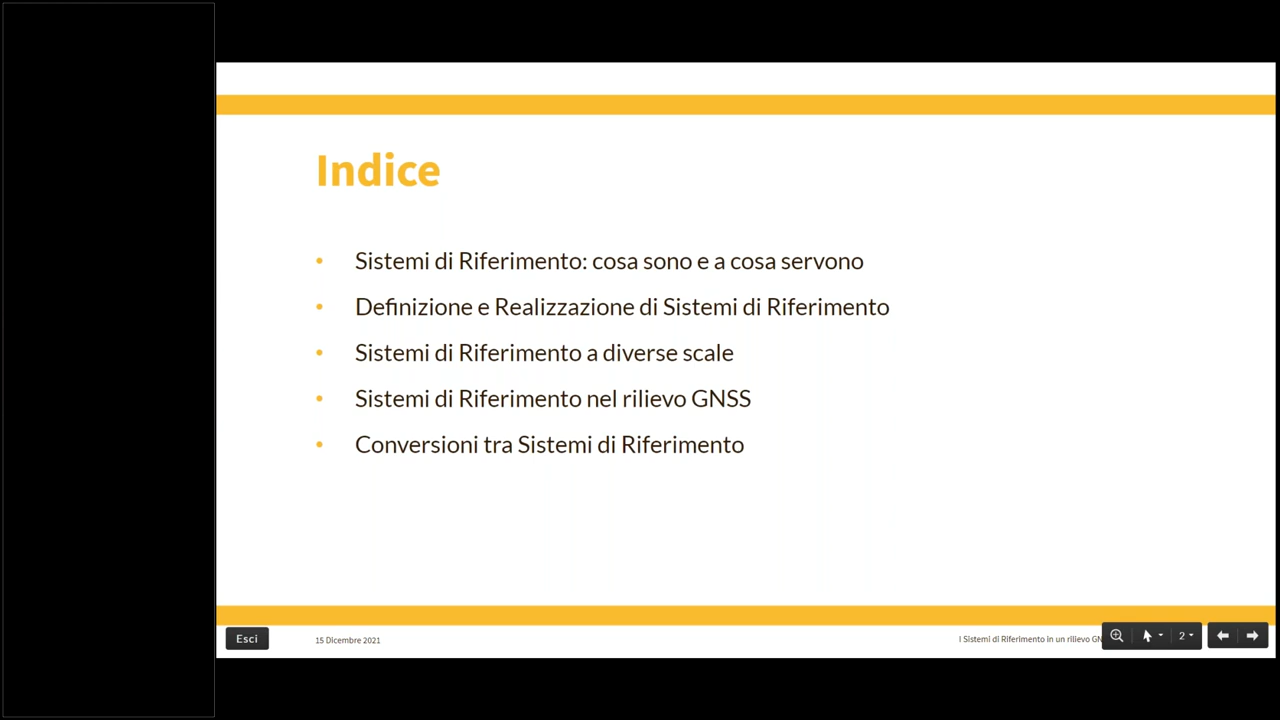 Indice
• Sistemi di Riferimento: cosa sono e a cosa servono
• Definizione e Realizzazione di Sistemi di Riferimento
• Sistemi di Riferimento a diverse scale
• Sistemi di Riferimento nel rilievo GNSS
• Conversioni tra Sistemi di Riferimento
Esci
15 Dicembre 2021
I Sistemi di Riferimento in un rilievo
2